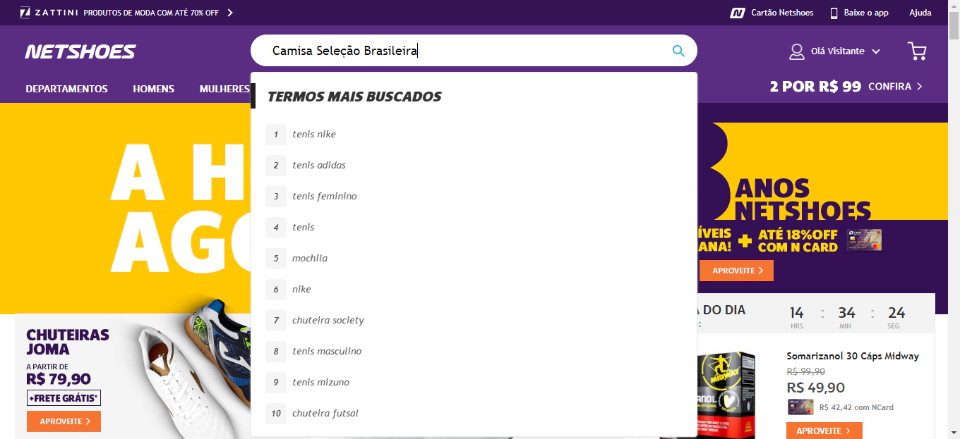 ZATTINI PRODUTOS DE MODA COM ATÉ 70% OFF
Cartão Netshoes
Baixe o app
Ajuda
NETSHOES
Camisa Seleção Brasileira
Olá Visitante
DEPARTAMENTOS
HOMENS
MULHERES
2 POR R$ 99 CONFIRA
TERMOS MAIS BUSCADOS
1 tenis nike
2 tenis adidas
3 tenis feminino
4 tenis
5 mochila
6 nike
7 chuteira society
8 tenis masculino
9 tenis mizuno
10 chuteira futsal
A H
AGO
ANOS
NETSHOES
ÍVEIS
ANA! + ATÉ 18%OFF
COM N CARD
APROVEITE
CHUTEIRAS
JOMA
A PARTIR DE
R$ 79,90
+FRETE GRÁTIS*
APROVEITE
DO DIA
14 : 34 : 24
HRS MIN SEG
MIDWAY
Somarizanol 30 Cáps Midway
R$ 99,90
R$ 49,90
R$ 42,42 com NCard
APROVEITE